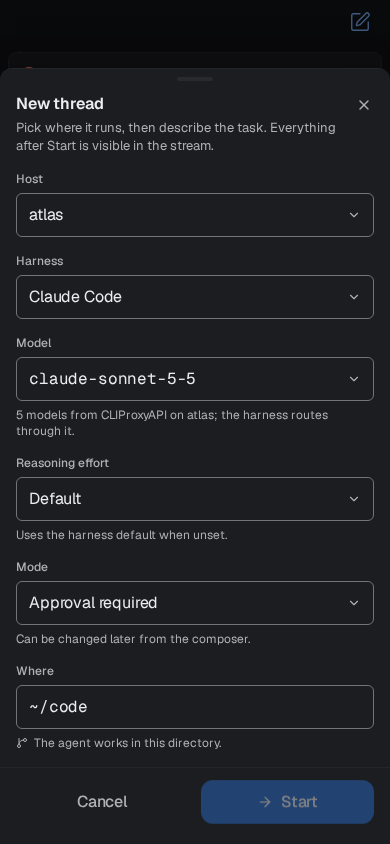 New thread
Pick where it runs, then describe the task. Everything
after Start is visible in the stream.
Host
atlas
Harness
Claude Code
Model
claude-sonnet-5-5
5 models from CLIProxyAPI on atlas; the harness routes
through it.
Reasoning effort
Default
Uses the harness default when unset.
Mode
Approval required
Can be changed later from the composer.
Where
~/code
The agent works in this directory.
Cancel
Start